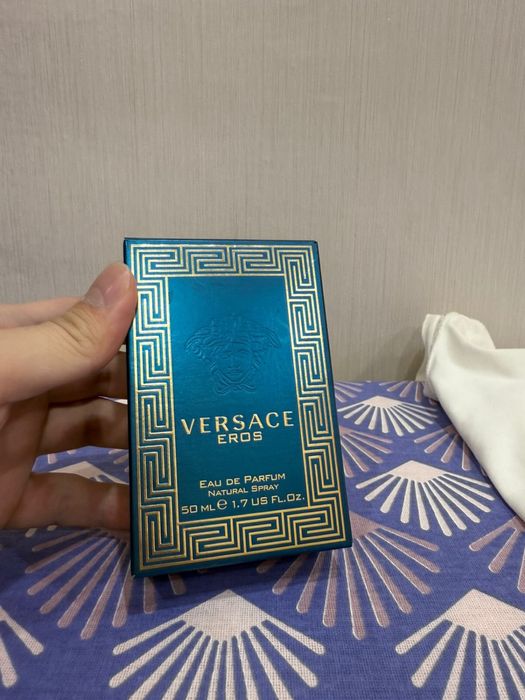 VERSACE
EROS
EAU DE PARFUM
NATURAL SPRAY
50 ML ℮ 1.7 US FL.OZ.